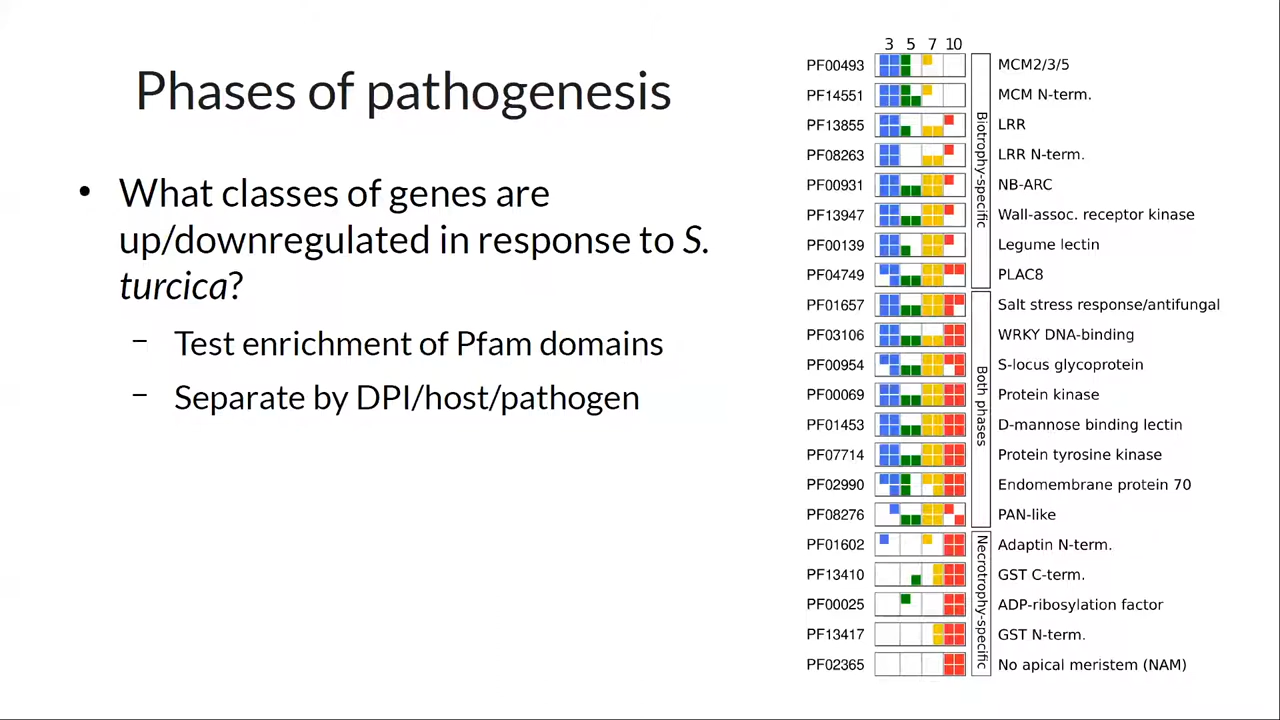 Phases of pathogenesis
• What classes of genes are
up/downregulated in response to S.
turcica?
– Test enrichment of Pfam domains
– Separate by DPI/host/pathogen
3 5 7 10
PF00493 MCM2/3/5
PF14551 MCM N-term.
PF13855 LRR
PF08263 LRR N-term.
PF00931 NB-ARC
PF13947 Wall-assoc. receptor kinase
PF00139 Legume lectin
PF04749 PLAC8
Biotrophy-specific
PF01657 Salt stress response/antifungal
PF03106 WRKY DNA-binding
PF00954 S-locus glycoprotein
PF00069 Protein kinase
PF01453 D-mannose binding lectin
PF07714 Protein tyrosine kinase
PF02990 Endomembrane protein 70
PF08276 PAN-like
Both phases
PF01602 Adaptin N-term.
PF13410 GST C-term.
PF00025 ADP-ribosylation factor
PF13417 GST N-term.
PF02365 No apical meristem (NAM)
Necrotrophy-specific